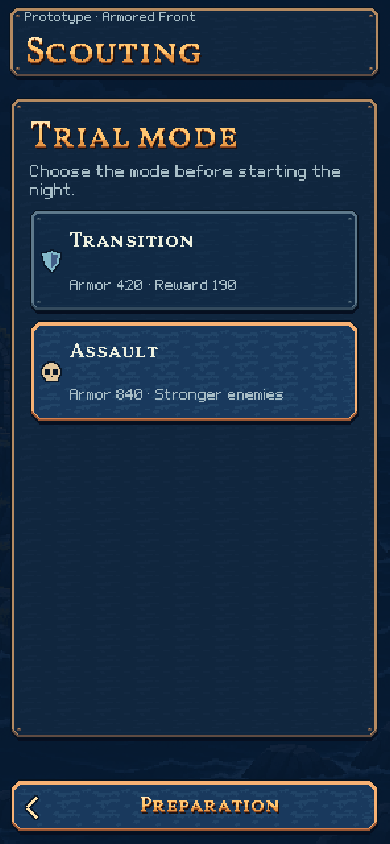 Prototype · Armored Front
Scouting
Trial mode
Choose the mode before starting the
night.
Transition
Armor 420 · Reward 190
Assault
Armor 840 · Stronger enemies
Preparation